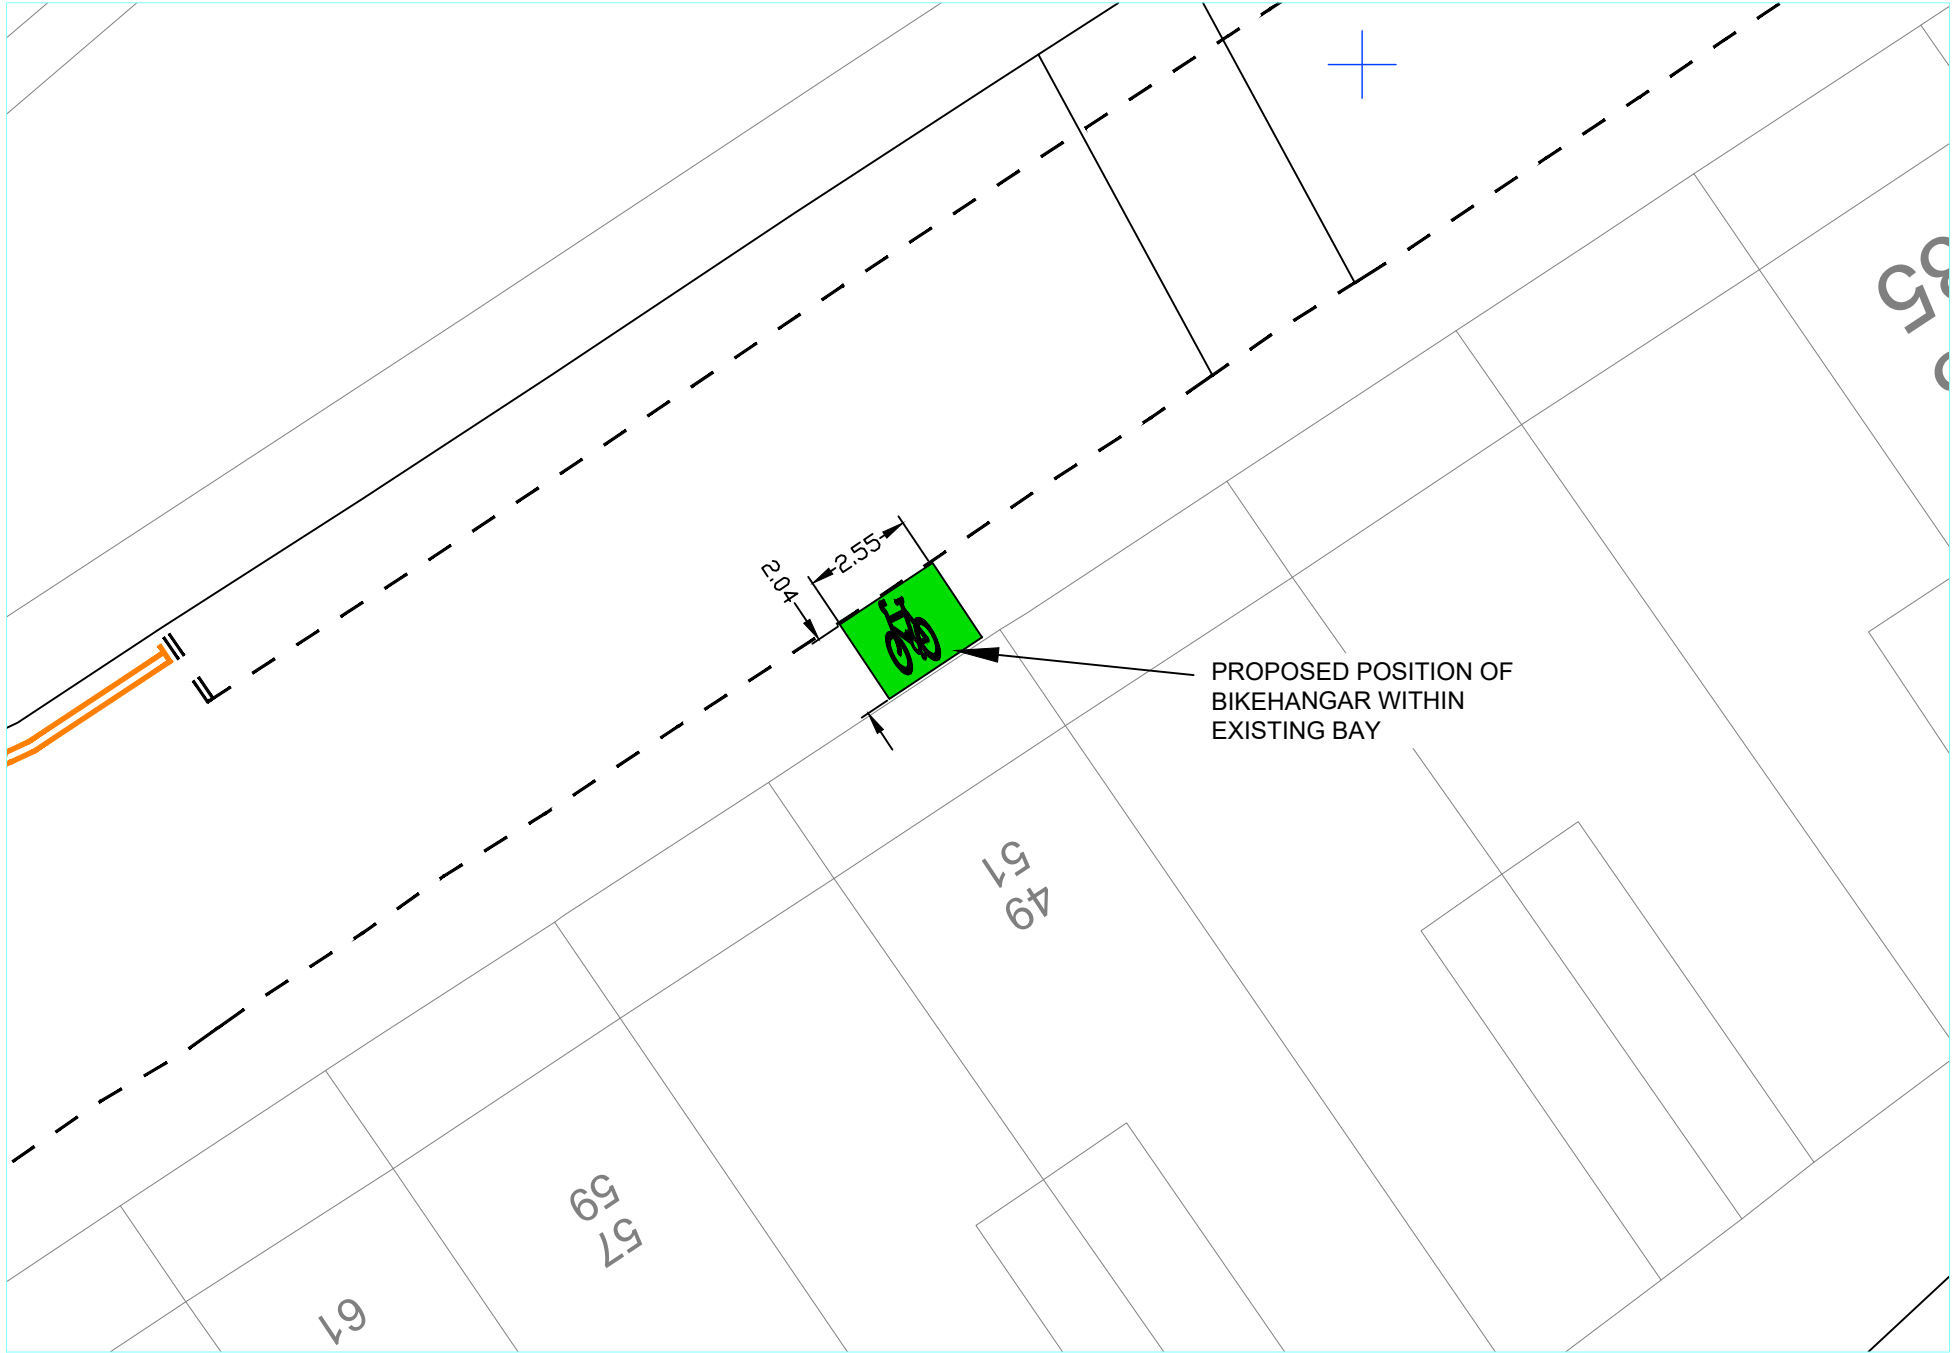 2.55
2.04
PROPOSED POSITION OF
BIKEHANGAR WITHIN
EXISTING BAY
51
49
59
57
61